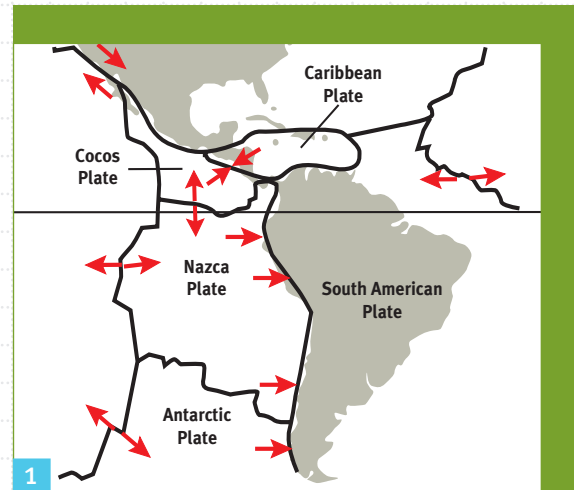 Caribbean
Plate
Cocos
Plate
Nazca
Plate
South American
Plate
Antarctic
Plate
1